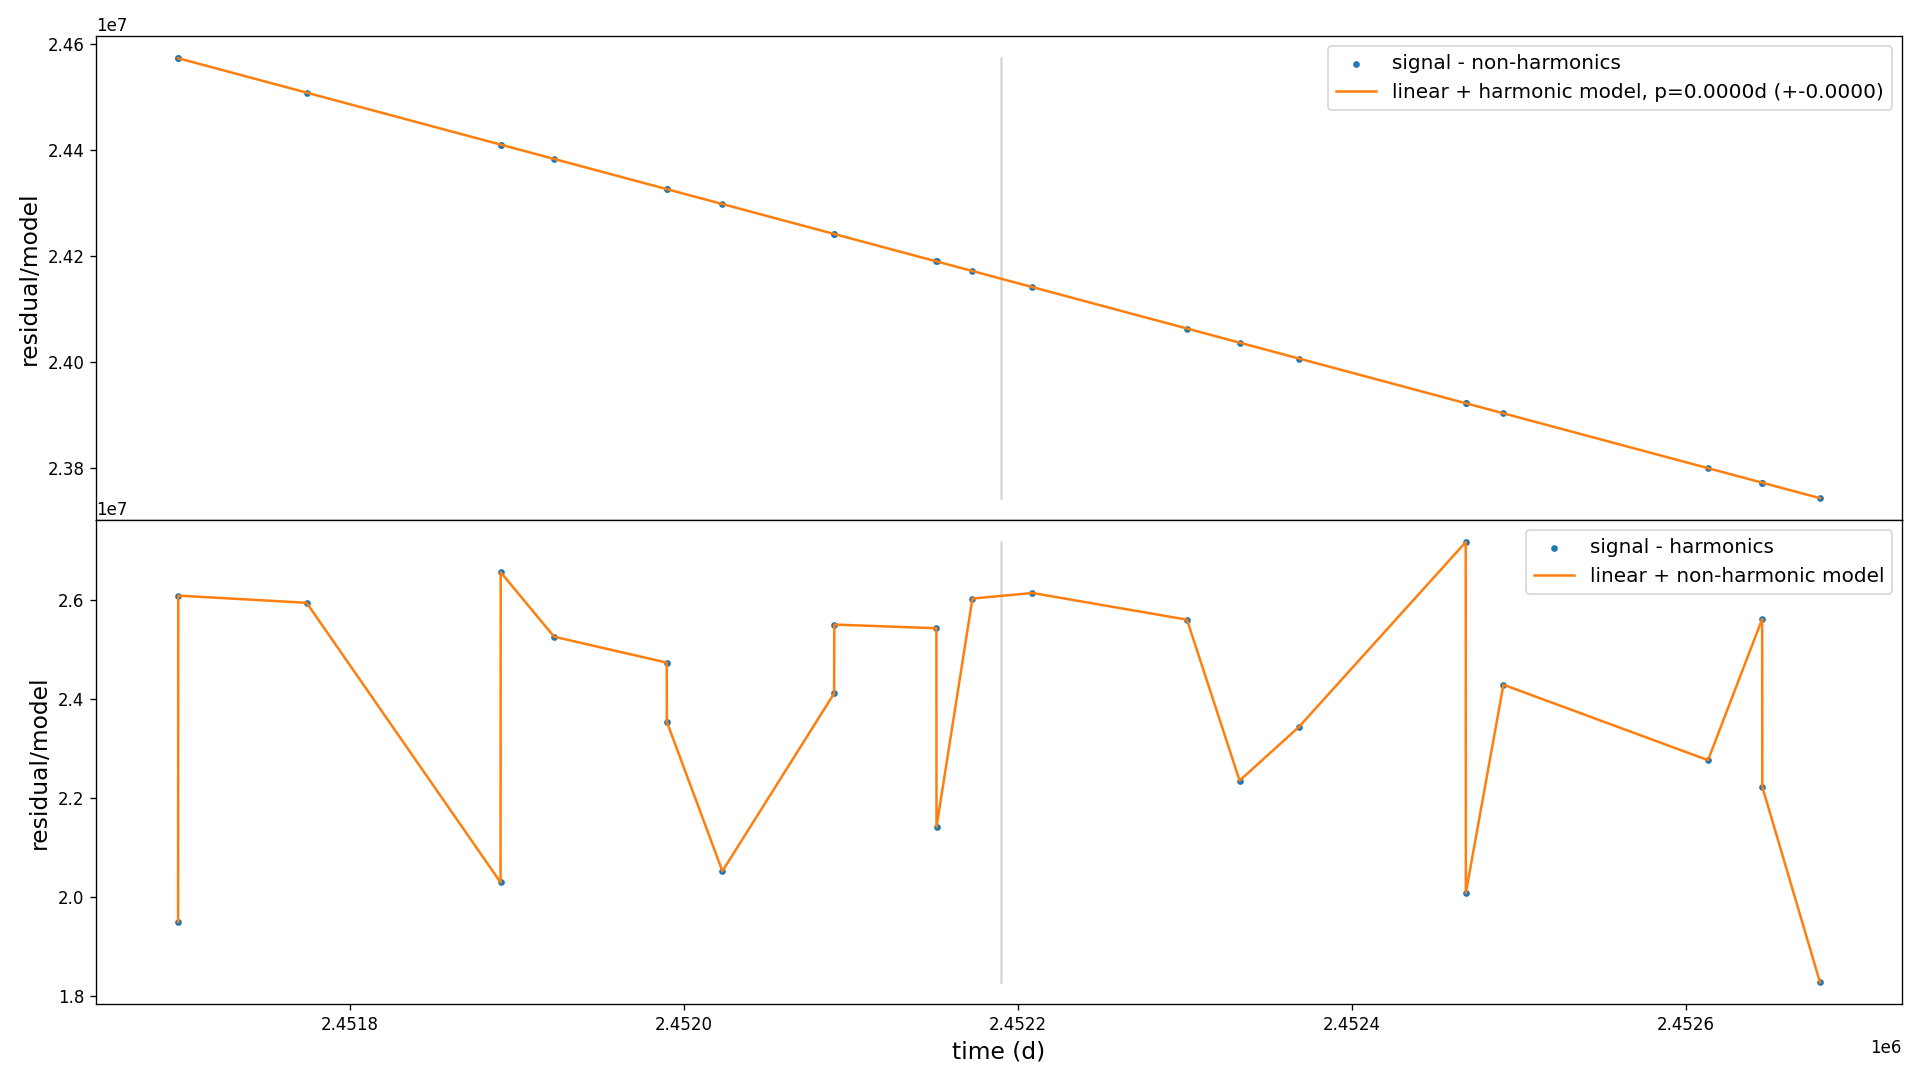 1e7
2.46
2.44
2.42
2.40
2.38
residual/model
signal - non-harmonics
linear + harmonic model, p=0.0000d (+-0.0000)
1e7
2.6
2.4
2.2
2.0
1.8
residual/model
signal - harmonics
linear + non-harmonic model
2.4518
2.4520
2.4522
2.4524
2.4526
1e6
time (d)